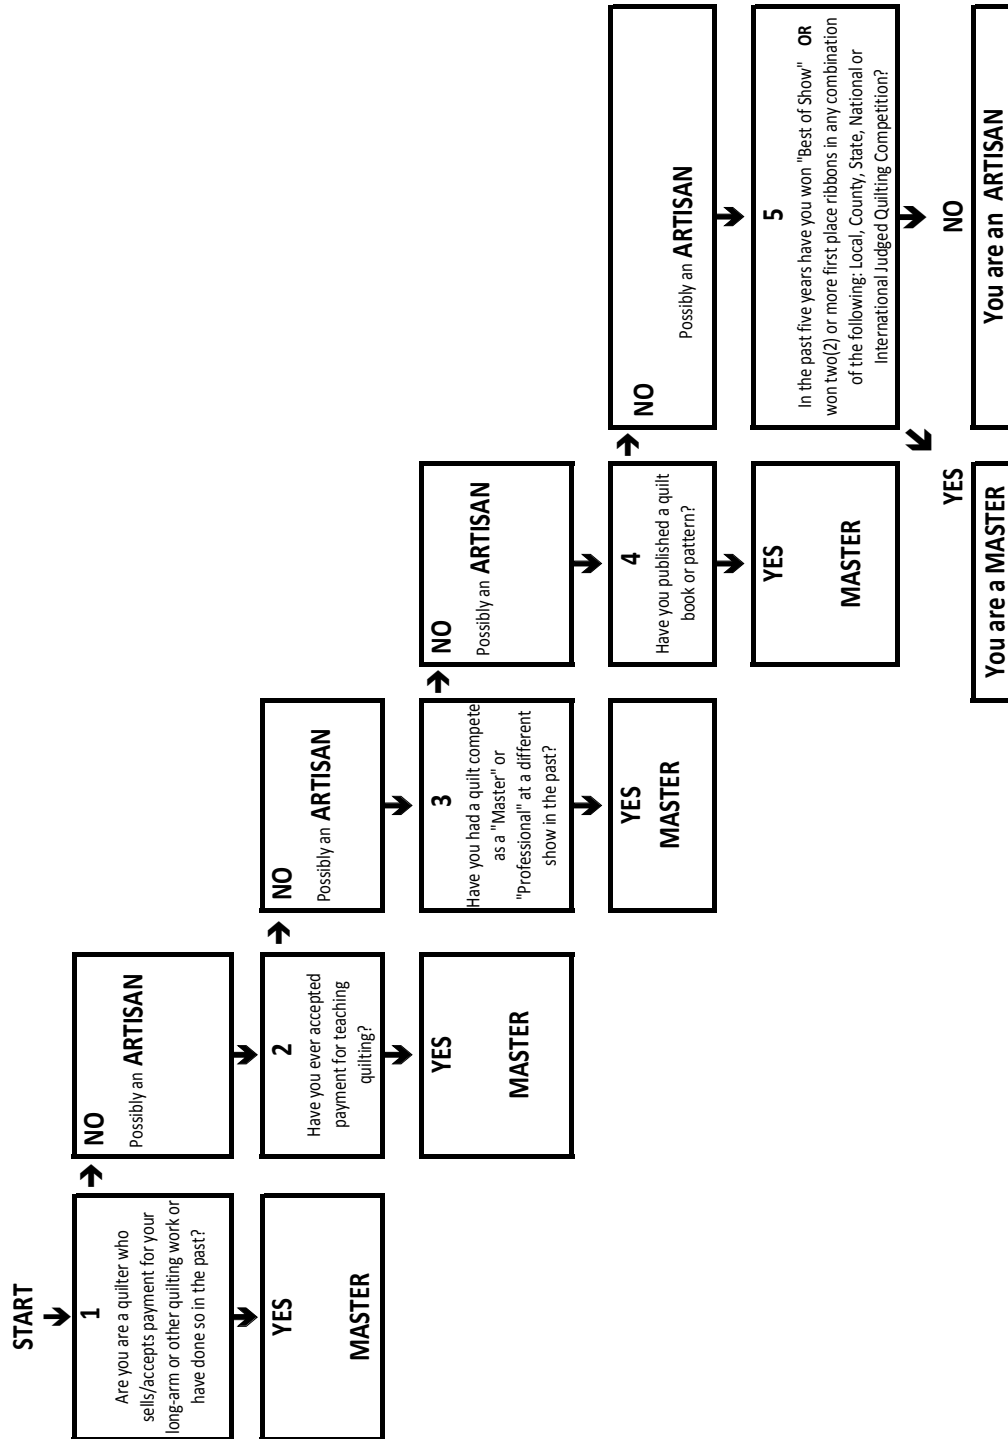 START
1
Are you are a quilter who
sells/accepts payment for your
long-arm or other quilting work or
have done so in the past?
NO
Possibly an ARTISAN
YES
MASTER
2
Have you ever accepted
payment for teaching
quilting?
NO
Possibly an ARTISAN
YES
MASTER
3
Have you had a quilt compete
as a "Master" or
"Professional" at a different
show in the past?
NO
Possibly an ARTISAN
YES
MASTER
4
Have you published a quilt
book or pattern?
NO
Possibly an ARTISAN
YES
MASTER
5
In the past five years have you won "Best of Show" OR
won two(2) or more first place ribbons in any combination
of the following: Local, County, State, National or
International Judged Quilting Competition?
YES
NO
You are a MASTER
You are an ARTISAN